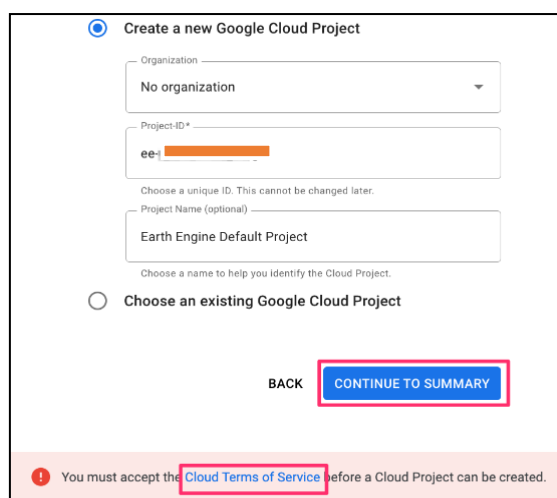 Create a new Google Cloud Project
Organization
No organization
Project-ID*
ee-
Choose a unique ID. This cannot be changed later.
Project Name (optional)
Earth Engine Default Project
Choose a name to help you identify the Cloud Project.
Choose an existing Google Cloud Project
BACK CONTINUE TO SUMMARY
You must accept the Cloud Terms of Service before a Cloud Project can be created.